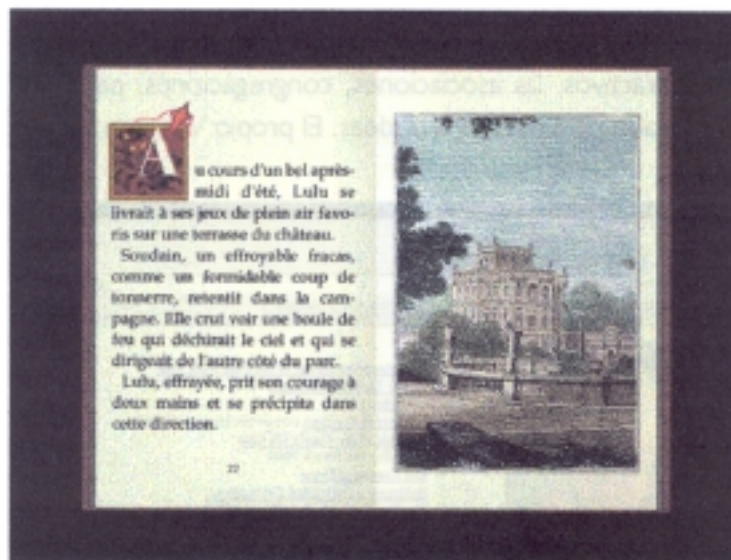 Au cours d'un bel après-
midi d'été, Lulu se
livrait à ses jeux de plein air favo-
ris sur une terrasse du château.
Soudain, un effroyable fracas,
comme un formidable coup de
tonnerre, retentit dans la cam-
pagne. Elle crut voir une boule de
feu qui déchirait le ciel et qui se
dirigeait de l'autre côté du parc.
Lulu, effrayée, prit son courage à
deux mains et se précipita dans
cette direction.
22